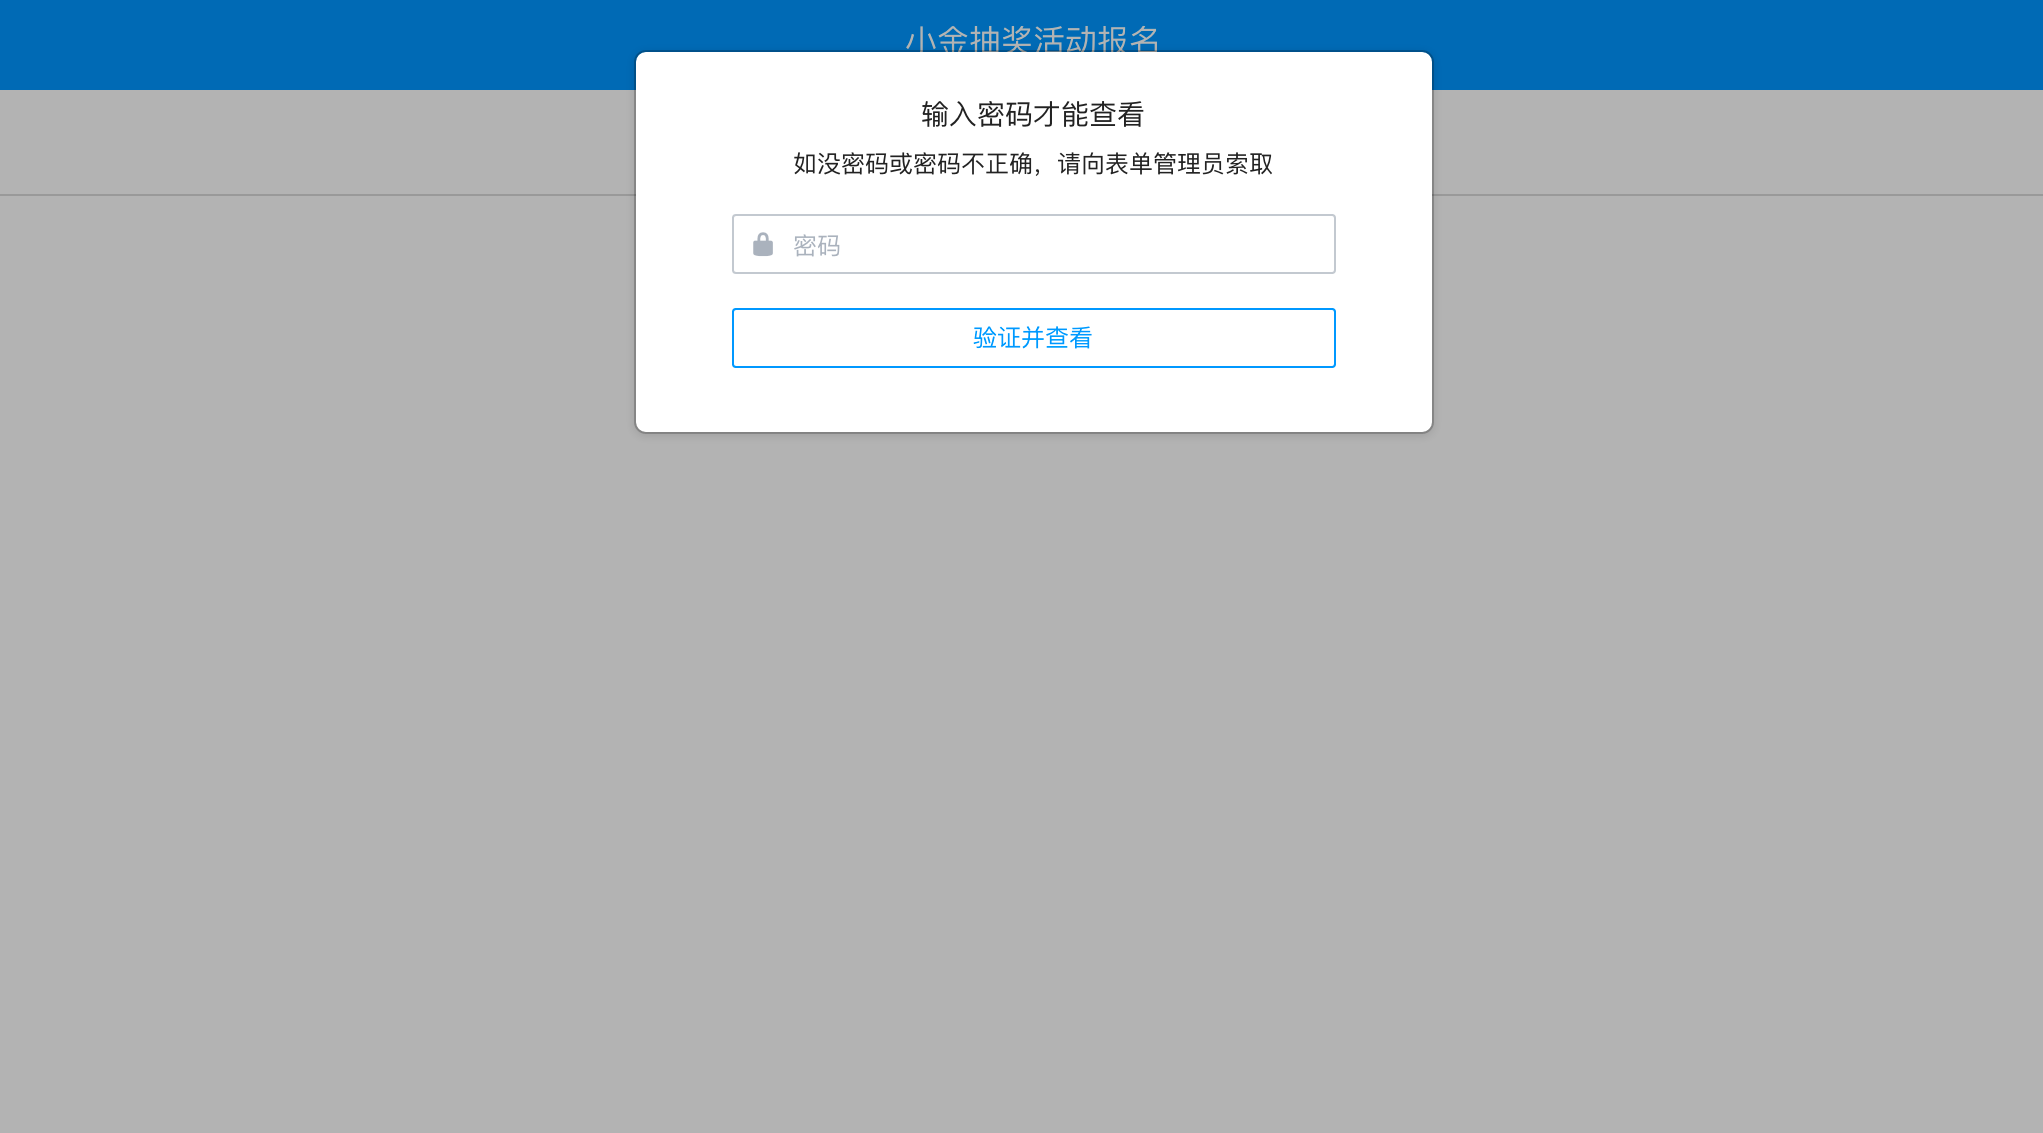 小金抽奖活动报名
输入密码才能查看
如没密码或密码不正确，请向表单管理员索取
密码
验证并查看